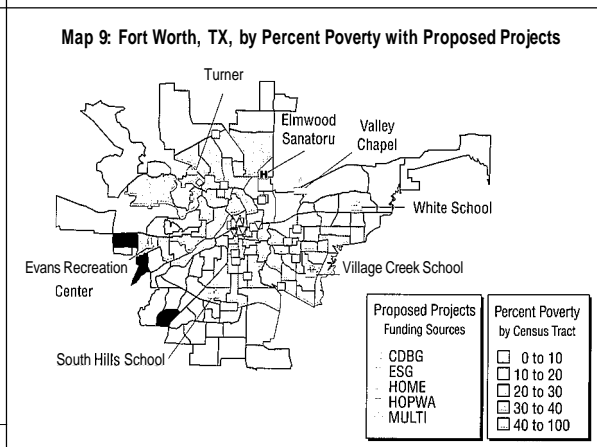 Map 9: Fort Worth, TX, by Percent Poverty with Proposed Projects
Turner
Elmwood
Sanatoru
Valley
Chapel
White School
Evans Recreation
Center
Village Creek School
South Hills School
Proposed Projects
Funding Sources
CDBG
ESG
HOME
HOPWA
MULTI
Percent Poverty
by Census Tract
0 to 10
10 to 20
20 to 30
30 to 40
40 to 100
H